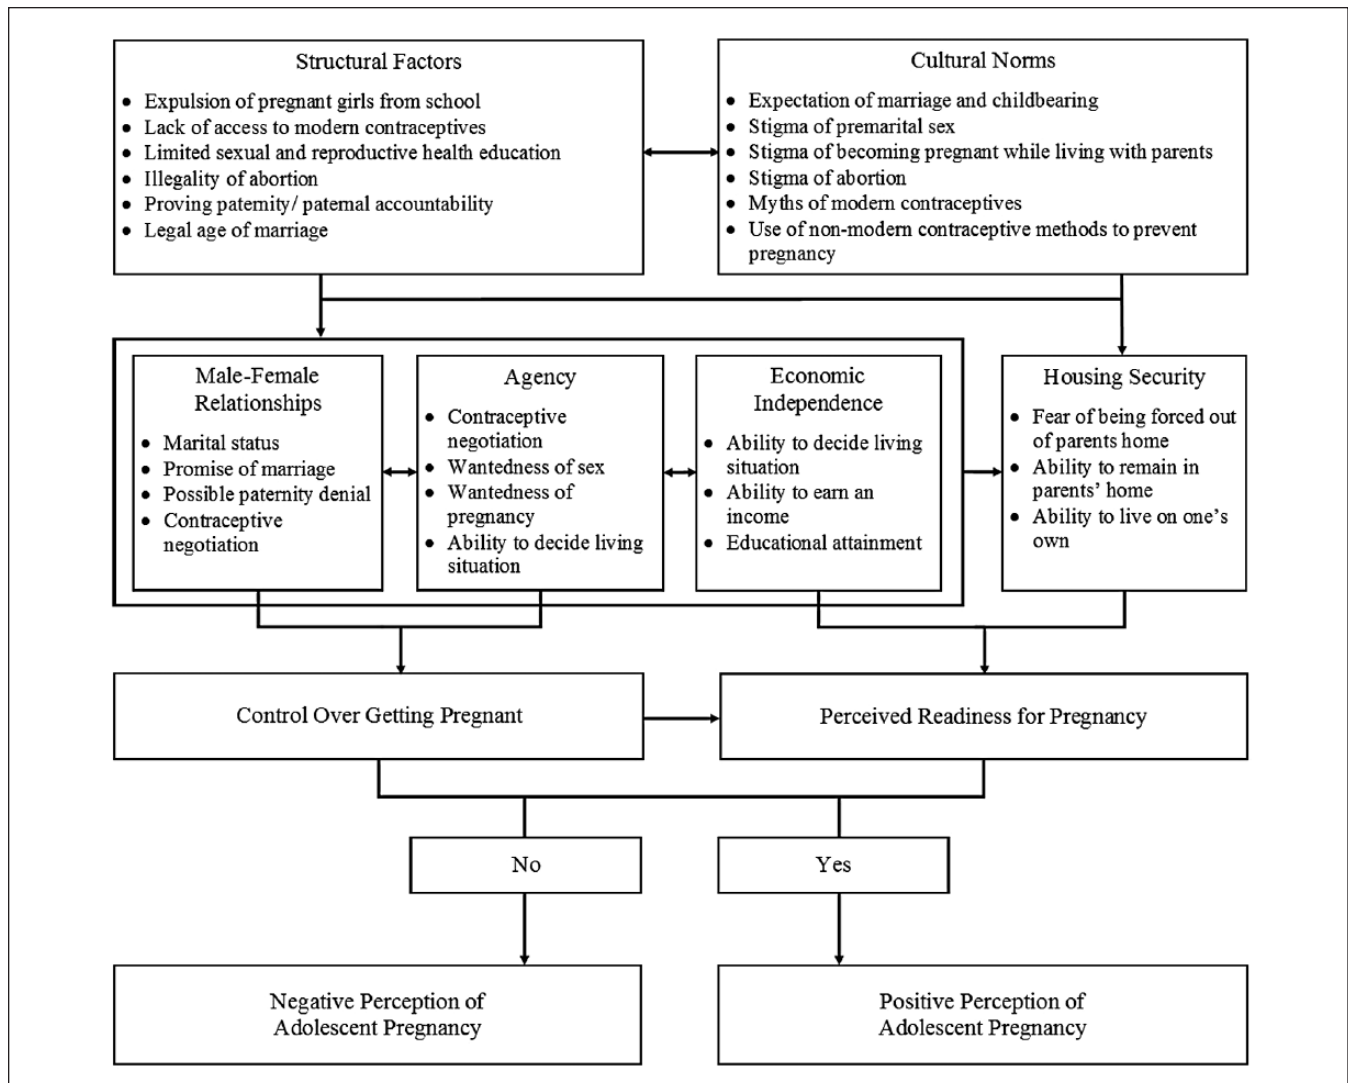 Structural Factors
• Expulsion of pregnant girls from school
• Lack of access to modern contraceptives
• Limited sexual and reproductive health education
• Illegality of abortion
• Proving paternity/ paternal accountability
• Legal age of marriage
Cultural Norms
• Expectation of marriage and childbearing
• Stigma of premarital sex
• Stigma of becoming pregnant while living with parents
• Stigma of abortion
• Myths of modern contraceptives
• Use of non-modern contraceptive methods to prevent
pregnancy
Male-Female
Relationships
• Marital status
• Promise of marriage
• Possible paternity denial
• Contraceptive
negotiation
Agency
• Contraceptive
negotiation
• Wantedness of sex
• Wantedness of
pregnancy
• Ability to decide living
situation
Economic
Independence
• Ability to decide living
situation
• Ability to earn an
income
• Educational attainment
Housing Security
• Fear of being forced out
of parents home
• Ability to remain in
parents’ home
• Ability to live on one’s
own
Control Over Getting Pregnant
Perceived Readiness for Pregnancy
No
Yes
Negative Perception of
Adolescent Pregnancy
Positive Perception of
Adolescent Pregnancy